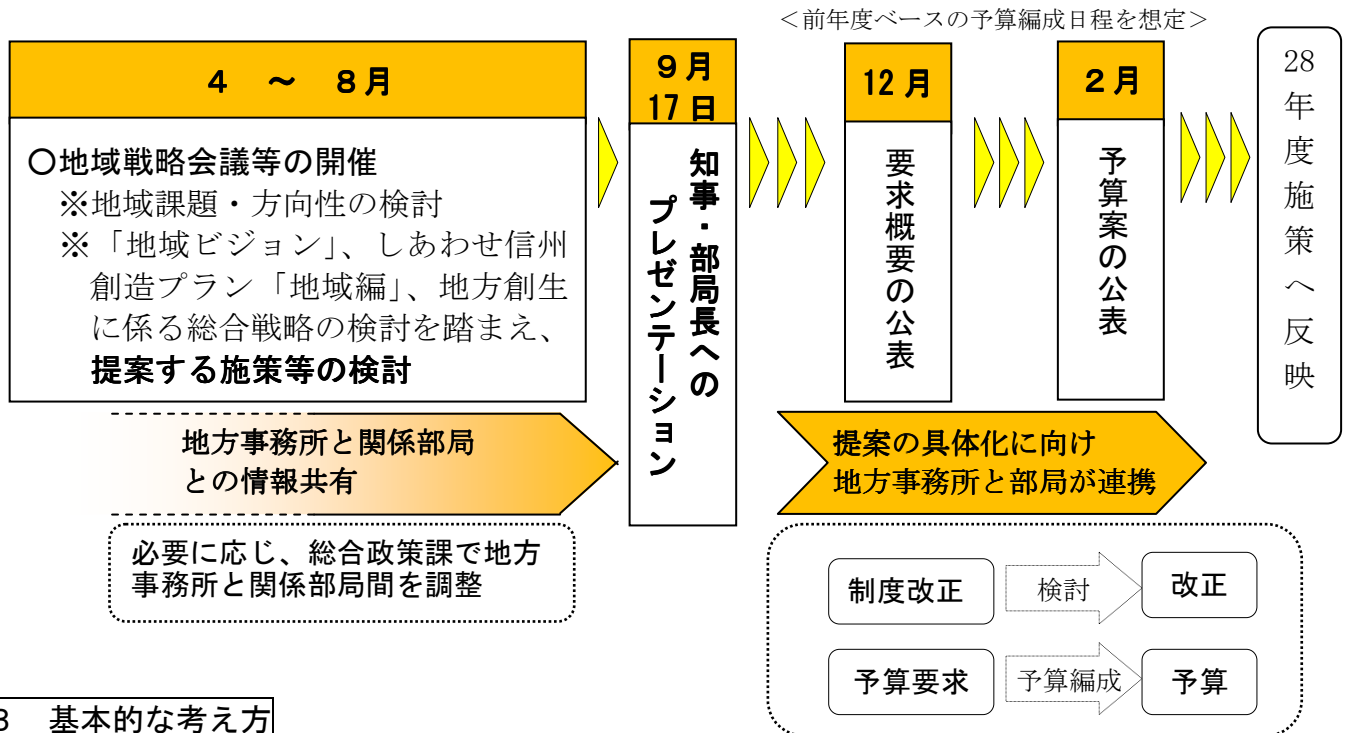 ＜前年度ベースの予算編成日程を想定＞
４　～　８月
〇地域戦略会議等の開催
※地域課題・方向性の検討
※「地域ビジョン」、しあわせ信州
創造プラン「地域編」、地方創生
に係る総合戦略の検討を踏まえ、
提案する施策等の検討
地方事務所と関係部局
との情報共有
必要に応じ、総合政策課で地方
事務所と関係部局間を調整
９月
17日
知事・部局長への
プレゼンテーション
12月
要求概要の公表
２月
予算案の公表
28年度施策へ反映
提案の具体化に向け
地方事務所と部局が連携
制度改正
検討
改正
予算要求
予算編成
予算
３　基本的な考え方